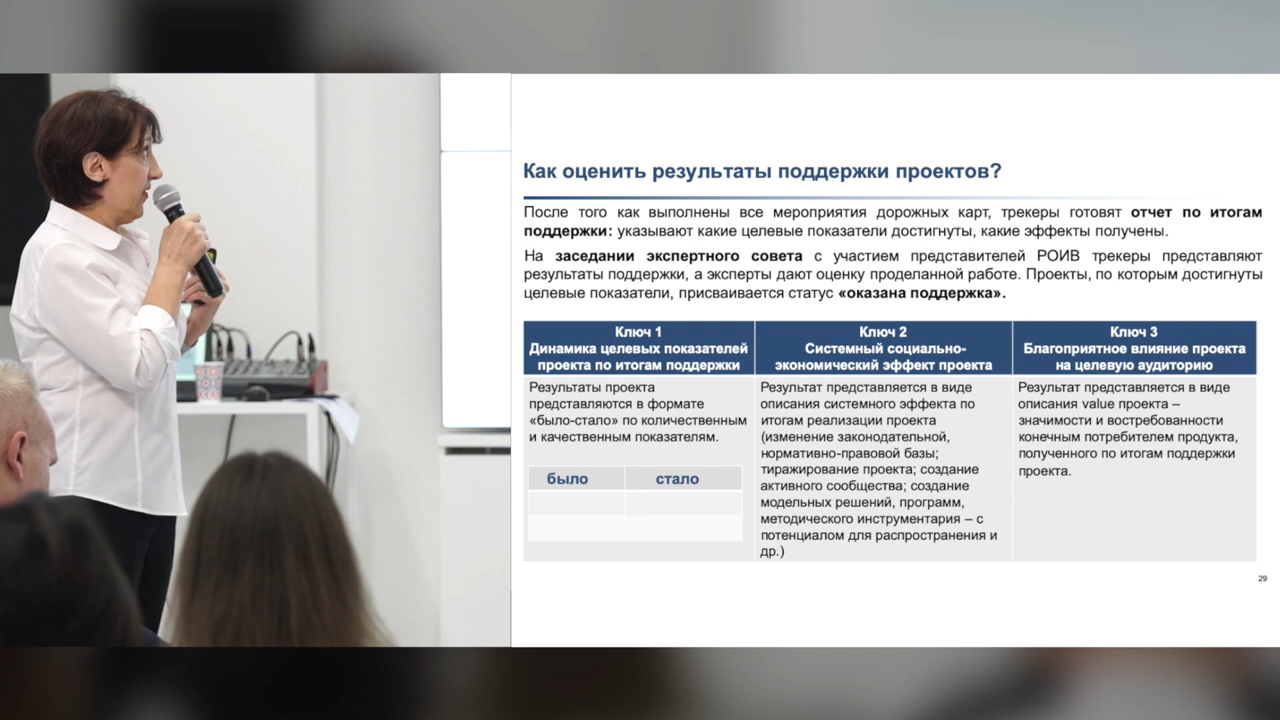 Как оценить результаты поддержки проектов?
После того как выполнены все мероприятия дорожных карт, трекеры готовят отчет по итогам
поддержки: указывают какие целевые показатели достигнуты, какие эффекты получены.
На заседании экспертного совета с участием представителей РОИВ трекеры представляют
результаты поддержки, а эксперты дают оценку проделанной работе. Проекты, по которым достигнуты
целевые показатели, присваивается статус «оказана поддержка».
Ключ 1
Динамика целевых показателей
проекта по итогам поддержки
Результаты проекта
представляются в формате
«было-стало» по количественным
и качественным показателям.
было стало
Ключ 2
Системный социально-
экономический эффект проекта
Результат представляется в виде
описания системного эффекта по
итогам реализации проекта
(изменение законодательной,
нормативно-правовой базы;
тиражирование проекта; создание
активного сообщества; создание
модельных решений, программ,
методического инструментария – с
потенциалом для распространения и
др.)
Ключ 3
Благоприятное влияние проекта
на целевую аудиторию
Результат представляется в виде
описания value проекта –
значимости и востребованности
конечным потребителем продукта,
полученного по итогам поддержки
проекта.
29